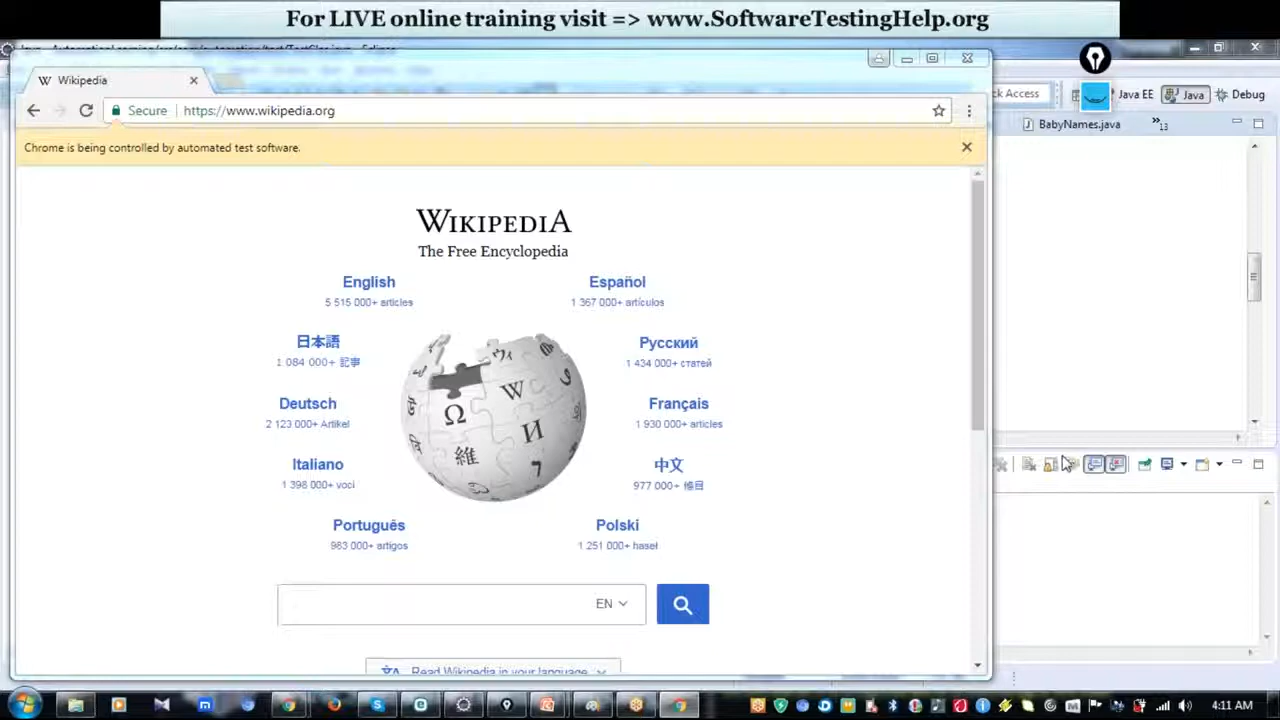 For LIVE online training visit => www.SoftwareTestingHelp.org
Wikipedia
Secure
https://www.wikipedia.org
ck Access
Java EE
Java
Debug
BabyNames.java
13
Chrome is being controlled by automated test software.
WIKIPEDIA
The Free Encyclopedia
English
5 515 000+ articles
Español
1 367 000+ artículos
日本語
1 084 000+ 記事
Русский
1 434 000+ статей
Deutsch
2 123 000+ Artikel
Français
1 930 000+ articles
Italiano
1 398 000+ voci
中文
977 000+ 條目
Português
983 000+ artigos
Polski
1 251 000+ haseł
Ω
W
И
維
EN
Read Wikipedia in your language
4:11 AM